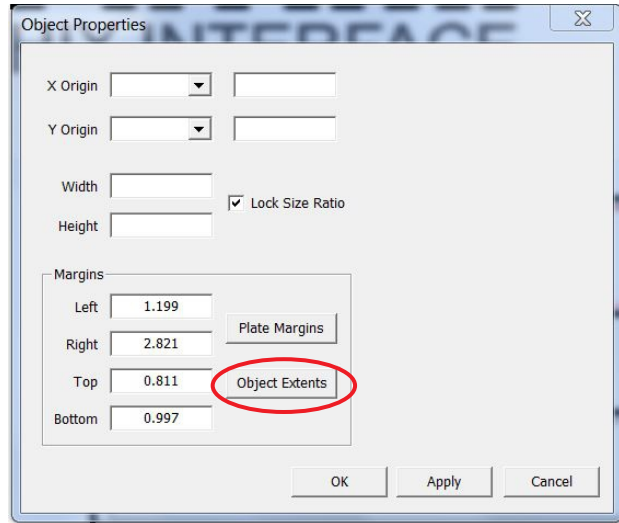 Object Properties
X Origin
Y Origin
Width
Lock Size Ratio
Height
Margins
Left 1.199
Plate Margins
Right 2.821
Top 0.811 Object Extents
Bottom 0.997
OK Apply Cancel